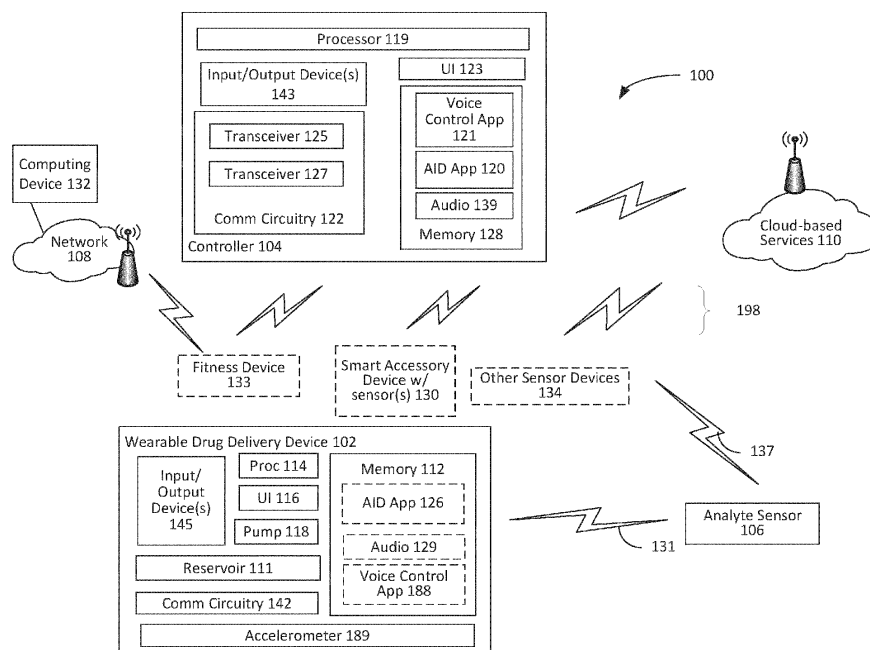 Processor 119
Input/Output Device(s)
143
UI 123
100
Voice
Control App
121
Transceiver 125
Computing
Device 132
AID App 120
Transceiver 127
Audio 139
Comm Circuitry 122
Cloud-based
Services 110
Network
108
Memory 128
Controller 104
198
Fitness Device
133
Smart Accessory
Device w/
sensor(s) 130
Other Sensor Devices
134
Wearable Drug Delivery Device 102
137
Input/
Output
Device(s)
145
Proc 114
Memory 112
UI 116
AID App 126
Pump 118
Analyte Sensor
106
Audio 129
131
Reservoir 111
Voice Control
App 188
Comm Circuitry 142
Accelerometer 189